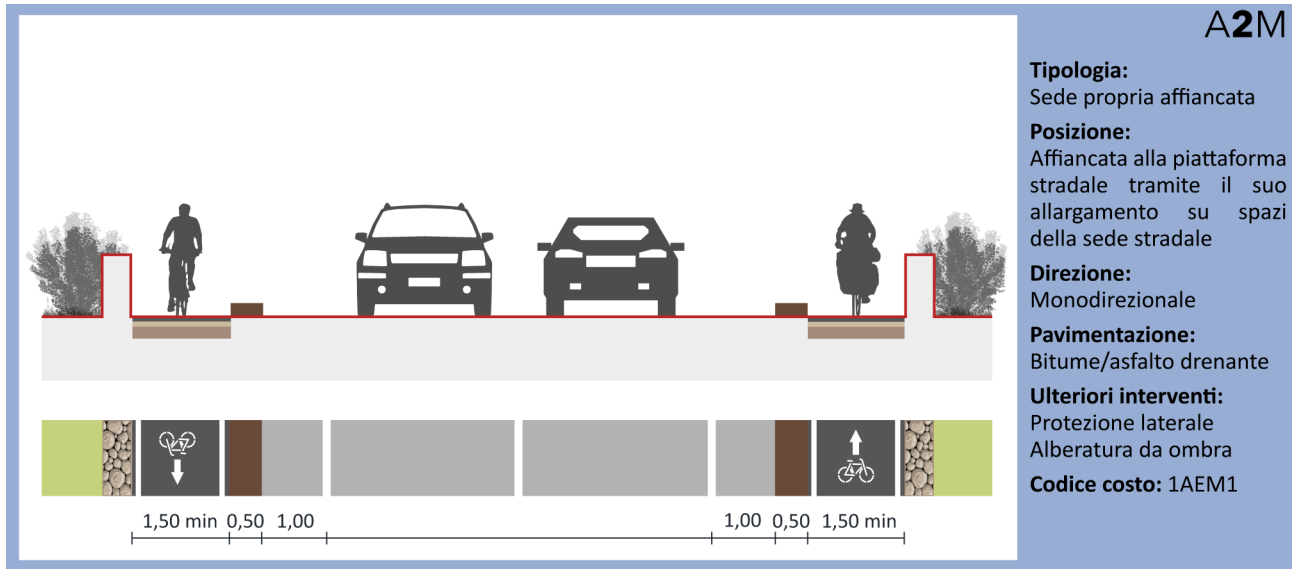 A2M
Tipologia:
Sede propria affiancata
Posizione:
Affiancata alla piattaforma
stradale tramite il suo
allargamento su spazi
della sede stradale
Direzione:
Monodirezionale
Pavimentazione:
Bitume/asfalto drenante
Ulteriori interventi:
Protezione laterale
Alberatura da ombra
Codice costo: 1AEM1
1,50 min 0,50 1,00 1,00 0,50 1,50 min